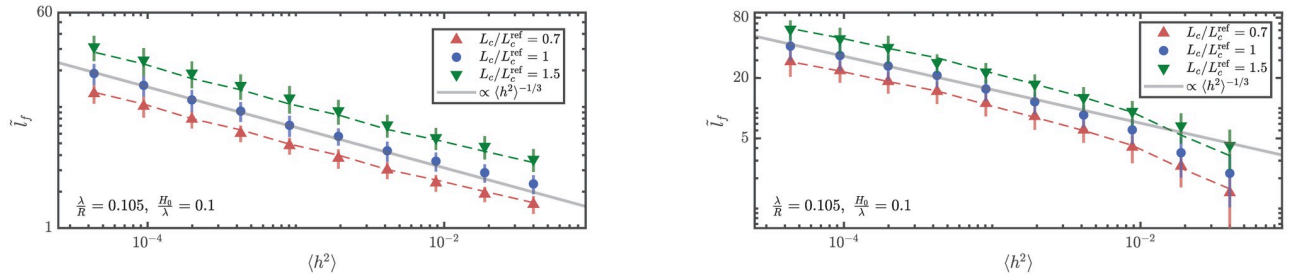 60
1
l̃_f
L_c/L_c^ref = 0.7
L_c/L_c^ref = 1
L_c/L_c^ref = 1.5
∝ ⟨h²⟩^−1/3
λ/R = 0.105, H_0/λ = 0.1
10^−4
10^−2
⟨h²⟩
80
20
5
l̃_f
L_c/L_c^ref = 0.7
L_c/L_c^ref = 1
L_c/L_c^ref = 1.5
∝ ⟨h²⟩^−1/3
λ/R = 0.105, H_0/λ = 0.1
10^−4
10^−2
⟨h²⟩